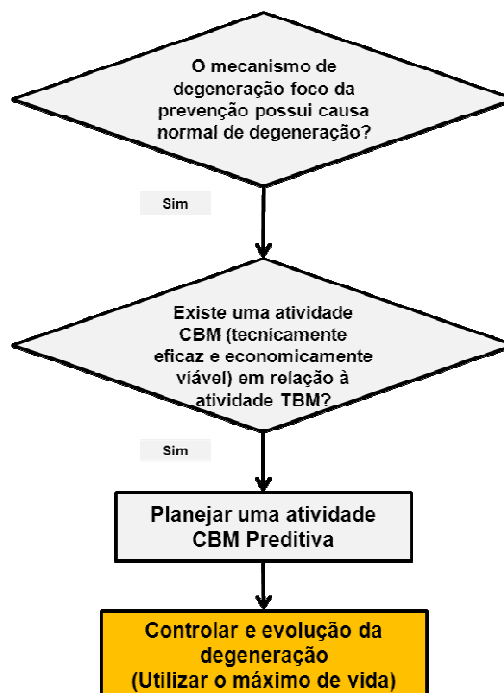 O mecanismo de
degeneração foco da
prevenção possui causa
normal de degeneração?
Sim
Existe uma atividade
CBM (tecnicamente
eficaz e economicamente
viável) em relação à
atividade TBM?
Sim
Planejar uma atividade
CBM Preditiva
Controlar e evolução da
degeneração
(Utilizar o máximo de vida)